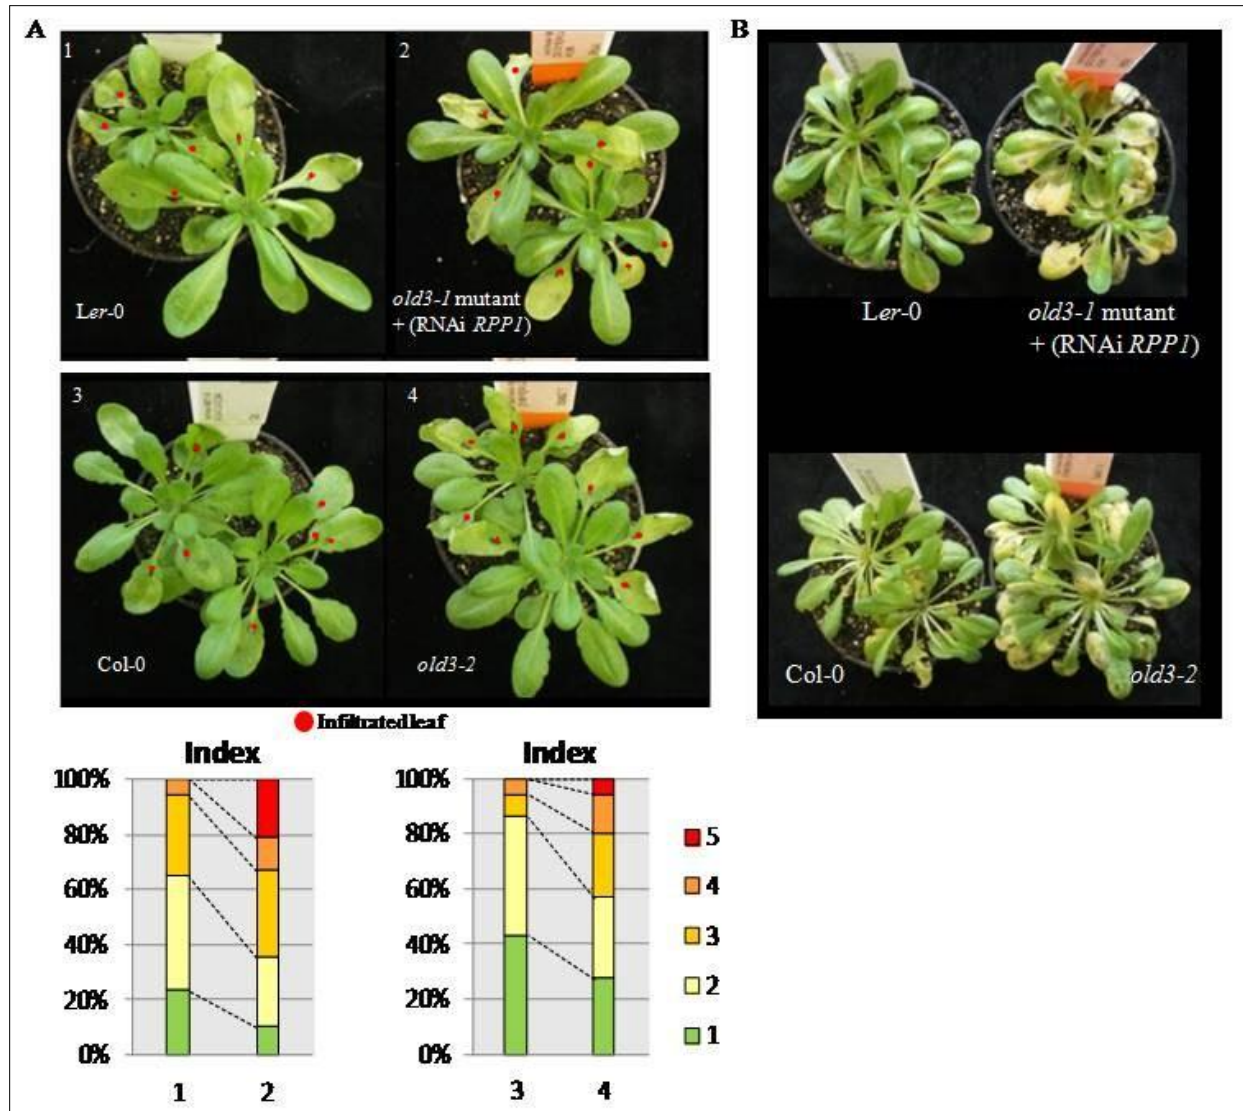 A
B
1
2
Ler-0
old3-1 mutant
+ (RNAi RPP1)
3
4
Col-0
old3-2
Infiltrated leaf
Ler-0
old3-1 mutant
+ (RNAi RPP1)
Col-0
old3-2
Index
100%
80%
60%
40%
20%
0%
1 2
Index
100%
80%
60%
40%
20%
0%
3 4
5
4
3
2
1